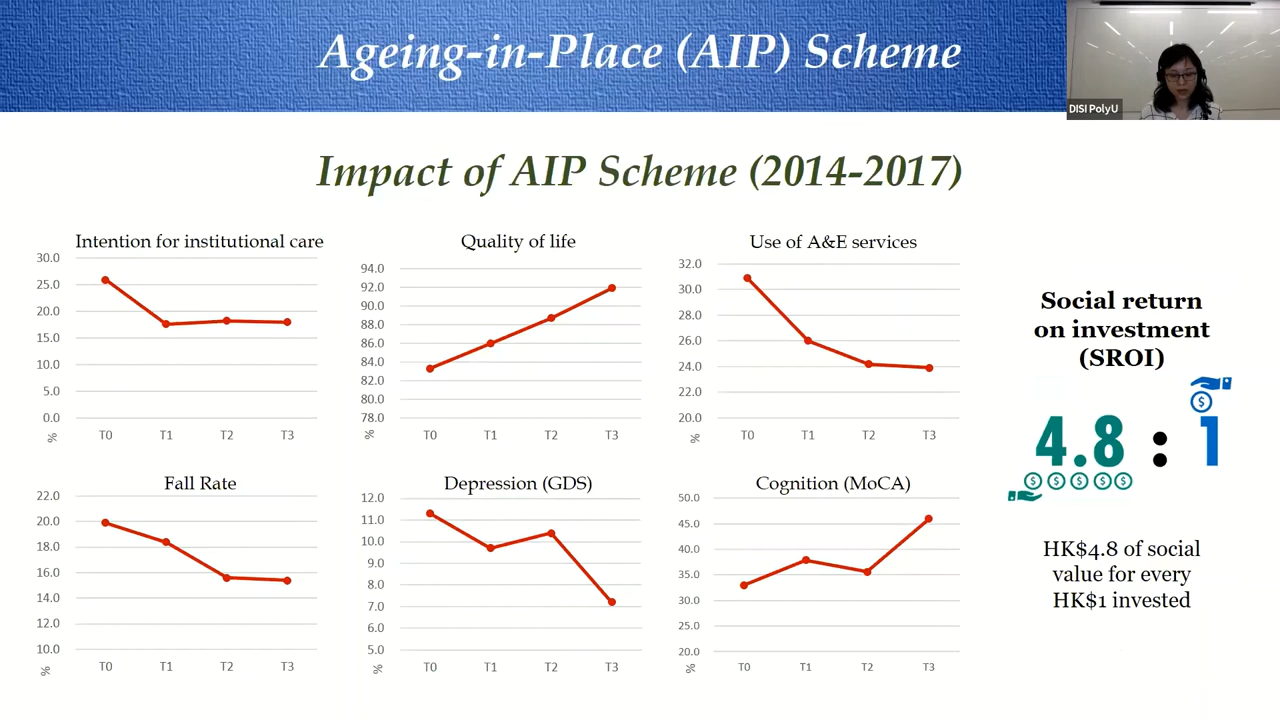 Ageing-in-Place (AIP) Scheme
DISI PolyU
Impact of AIP Scheme (2014-2017)
Intention for institutional care
30.0
25.0
20.0
15.0
10.0
5.0
0.0
%
T0 T1 T2 T3
Quality of life
94.0
92.0
90.0
88.0
86.0
84.0
82.0
80.0
78.0
%
T0 T1 T2 T3
Use of A&E services
32.0
30.0
28.0
26.0
24.0
22.0
20.0
%
T0 T1 T2 T3
Fall Rate
22.0
20.0
18.0
16.0
14.0
12.0
10.0
%
T0 T1 T2 T3
Depression (GDS)
12.0
11.0
10.0
9.0
8.0
7.0
6.0
5.0
%
T0 T1 T2 T3
Cognition (MoCA)
50.0
45.0
40.0
35.0
30.0
25.0
20.0
%
T0 T1 T2 T3
Social return
on investment
(SROI)
$
4.8 : 1
$ $ $ $ $
HK$4.8 of social
value for every
HK$1 invested